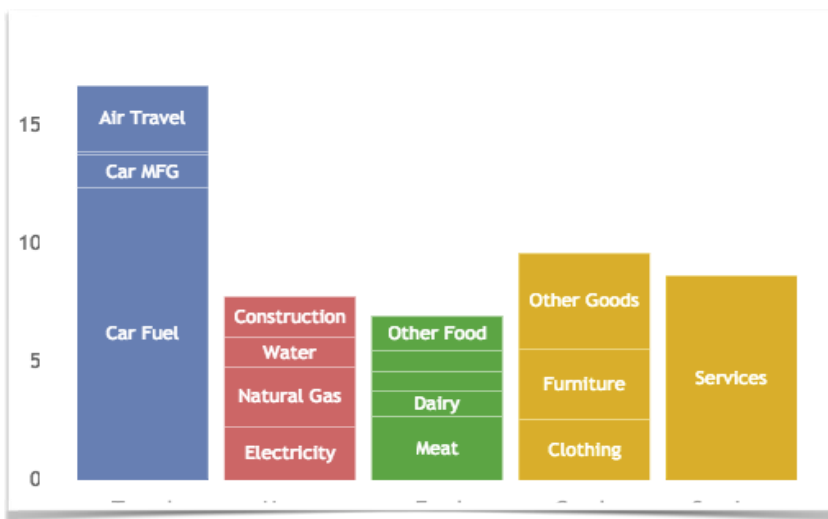 15
10
5
0
Air Travel
Car MFG
Car Fuel
Construction
Water
Natural Gas
Electricity
Other Food
Dairy
Meat
Other Goods
Furniture
Clothing
Services